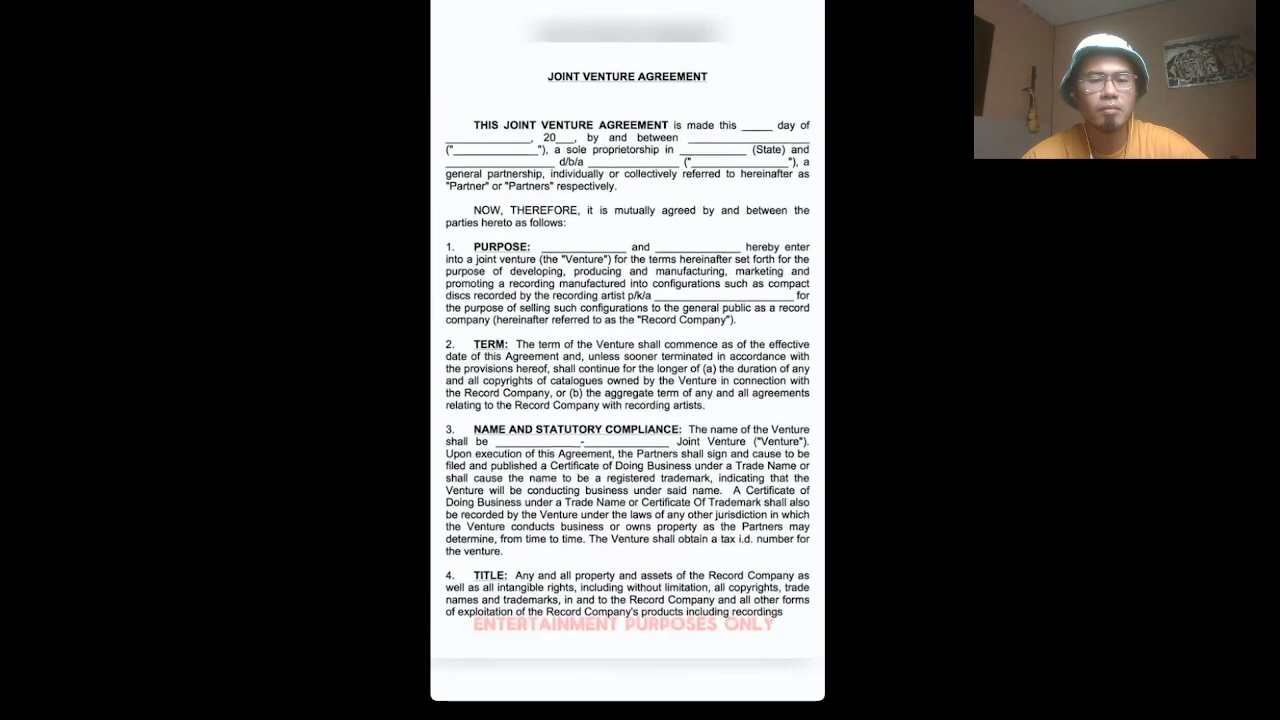 JOINT VENTURE AGREEMENT
THIS JOINT VENTURE AGREEMENT is made this _____ day of
______________, 20___, by and between ____________________
("______________"), a sole proprietorship in ___________ (State) and
__________________ d/b/a _______________ ("________________"), a
general partnership, individually or collectively referred to hereinafter as
"Partner" or "Partners" respectively.
NOW, THEREFORE, it is mutually agreed by and between the
parties hereto as follows:
1. PURPOSE: ______________ and ______________ hereby enter
into a joint venture (the "Venture") for the terms hereinafter set forth for the
purpose of developing, producing and manufacturing, marketing and
promoting a recording manufactured into configurations such as compact
discs recorded by the recording artist p/k/a _______________________ for
the purpose of selling such configurations to the general public as a record
company (hereinafter referred to as the "Record Company").
2. TERM: The term of the Venture shall commence as of the effective
date of this Agreement and, unless sooner terminated in accordance with
the provisions hereof, shall continue for the longer of (a) the duration of any
and all copyrights of catalogues owned by the Venture in connection with
the Record Company, or (b) the aggregate term of any and all agreements
relating to the Record Company with recording artists.
3. NAME AND STATUTORY COMPLIANCE: The name of the Venture
shall be ______________-______________ Joint Venture ("Venture").
Upon execution of this Agreement, the Partners shall sign and cause to be
filed and published a Certificate of Doing Business under a Trade Name or
shall cause the name to be a registered trademark, indicating that the
Venture will be conducting business under said name. A Certificate of
Doing Business under a Trade Name or Certificate Of Trademark shall also
be recorded by the Venture under the laws of any other jurisdiction in which
the Venture conducts business or owns property as the Partners may
determine, from time to time. The Venture shall obtain a tax i.d. number for
the venture.
4. TITLE: Any and all property and assets of the Record Company as
well as all intangible rights, including without limitation, all copyrights, trade
names and trademarks, in and to the Record Company and all other forms
of exploitation of the Record Company's products including recordings
ENTERTAINMENT PURPOSES ONLY